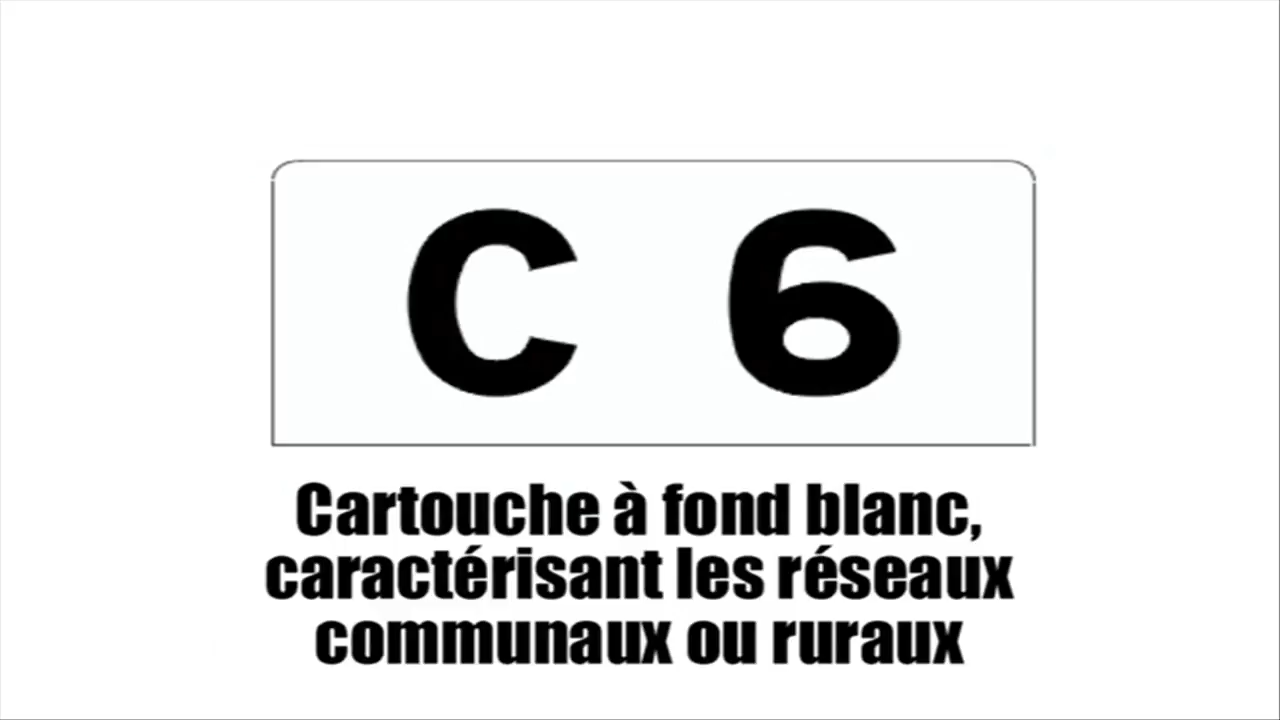 C 6
Cartouche à fond blanc,
caractérisant les réseaux
communaux ou ruraux